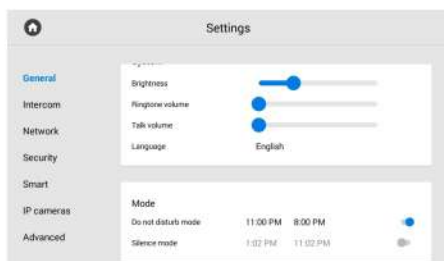 Settings
General
Intercom
Network
Security
Smart
IP cameras
Advanced
System
Brightness
Ringtone volume
Talk volume
Language English
Mode
Do not disturb mode 11:00 PM 8:00 PM
Silence mode 1:02 PM 11:02 PM